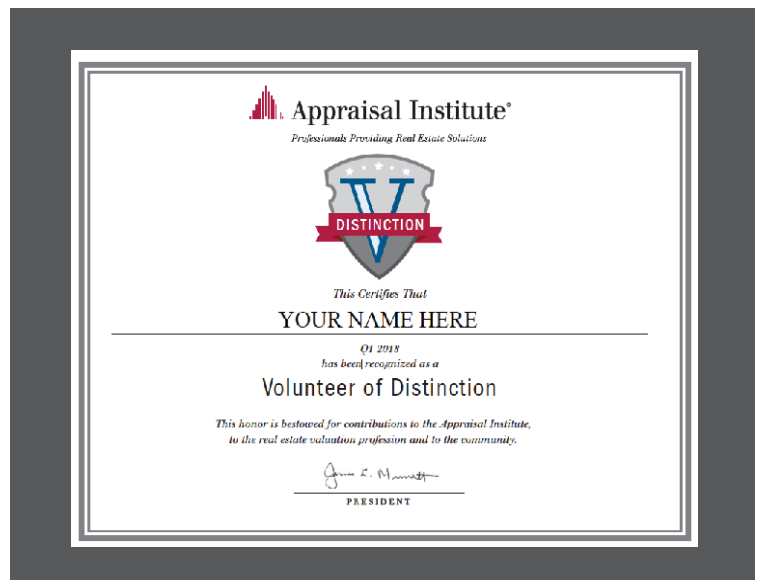 Appraisal Institute®
Professionals Providing Real Estate Solutions
V
DISTINCTION
This Certifies That
YOUR NAME HERE
Q1 2018
has been recognized as a
Volunteer of Distinction
This honor is bestowed for contributions to the Appraisal Institute,
to the real estate valuation profession and to the community.
PRESIDENT